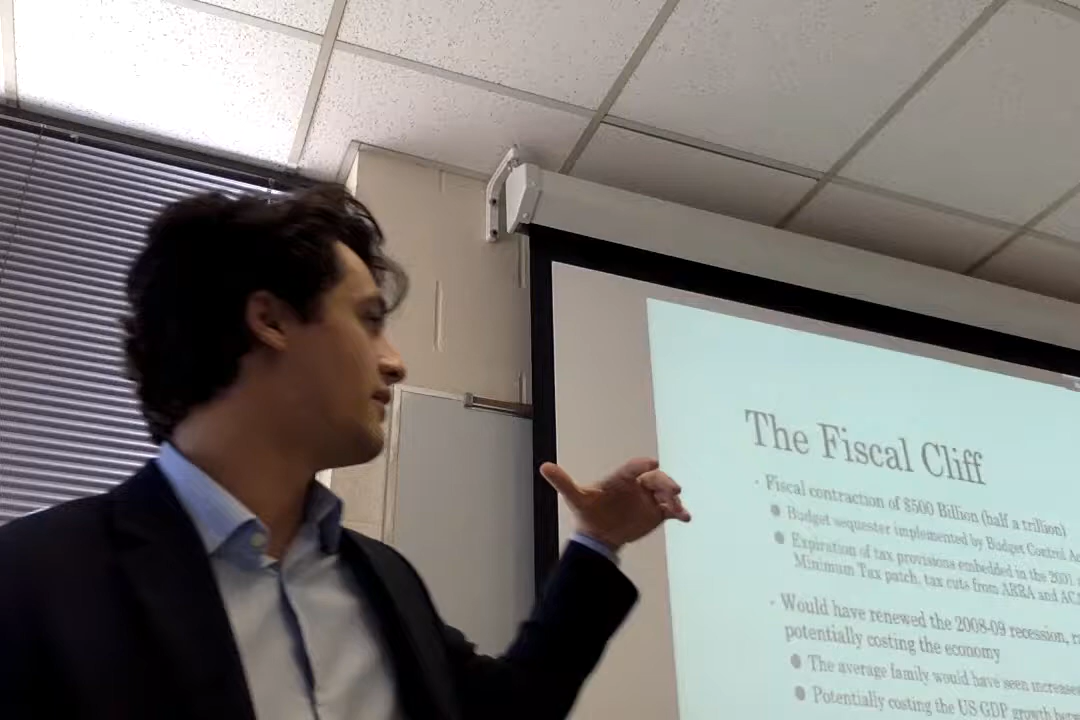 The Fiscal Cliff
Fiscal contraction of $500 Billion (half a trillion)
Budget sequester implemented by Budget Control
Expiration of tax provisions embedded in the 2001,
Minimum Tax patch, tax cuts from ARRA and
Would have renewed the 2008-09 recession,
potentially costing the economy
The average family would have seen
Potentially costing the US GDP growth